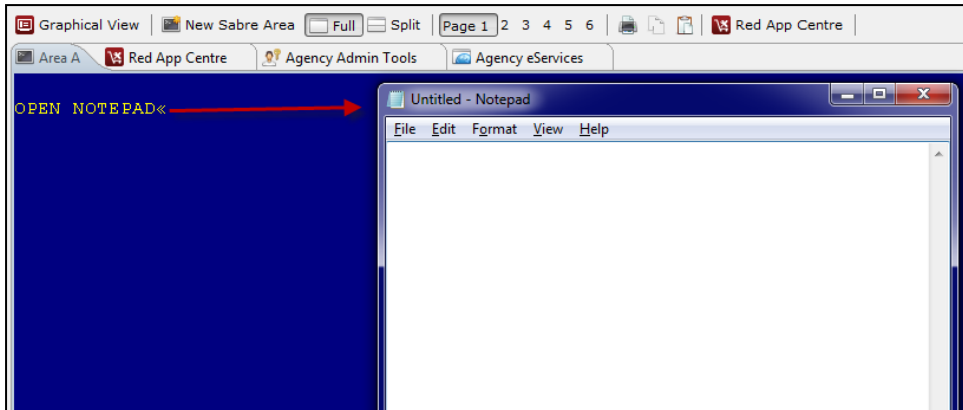 Graphical View New Sabre Area Full Split Page 1 2 3 4 5 6 Red App Centre
Area A Red App Centre Agency Admin Tools Agency eServices
OPEN NOTEPAD«
Untitled - Notepad
File Edit Format View Help